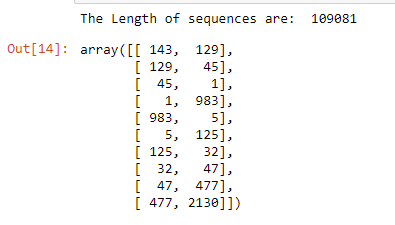 The Length of sequences are:  109081
Out[14]: array([[ 143,  129],
       [ 129,   45],
       [  45,    1],
       [   1,  983],
       [ 983,    5],
       [   5,  125],
       [ 125,   32],
       [  32,   47],
       [  47,  477],
       [ 477, 2130]])